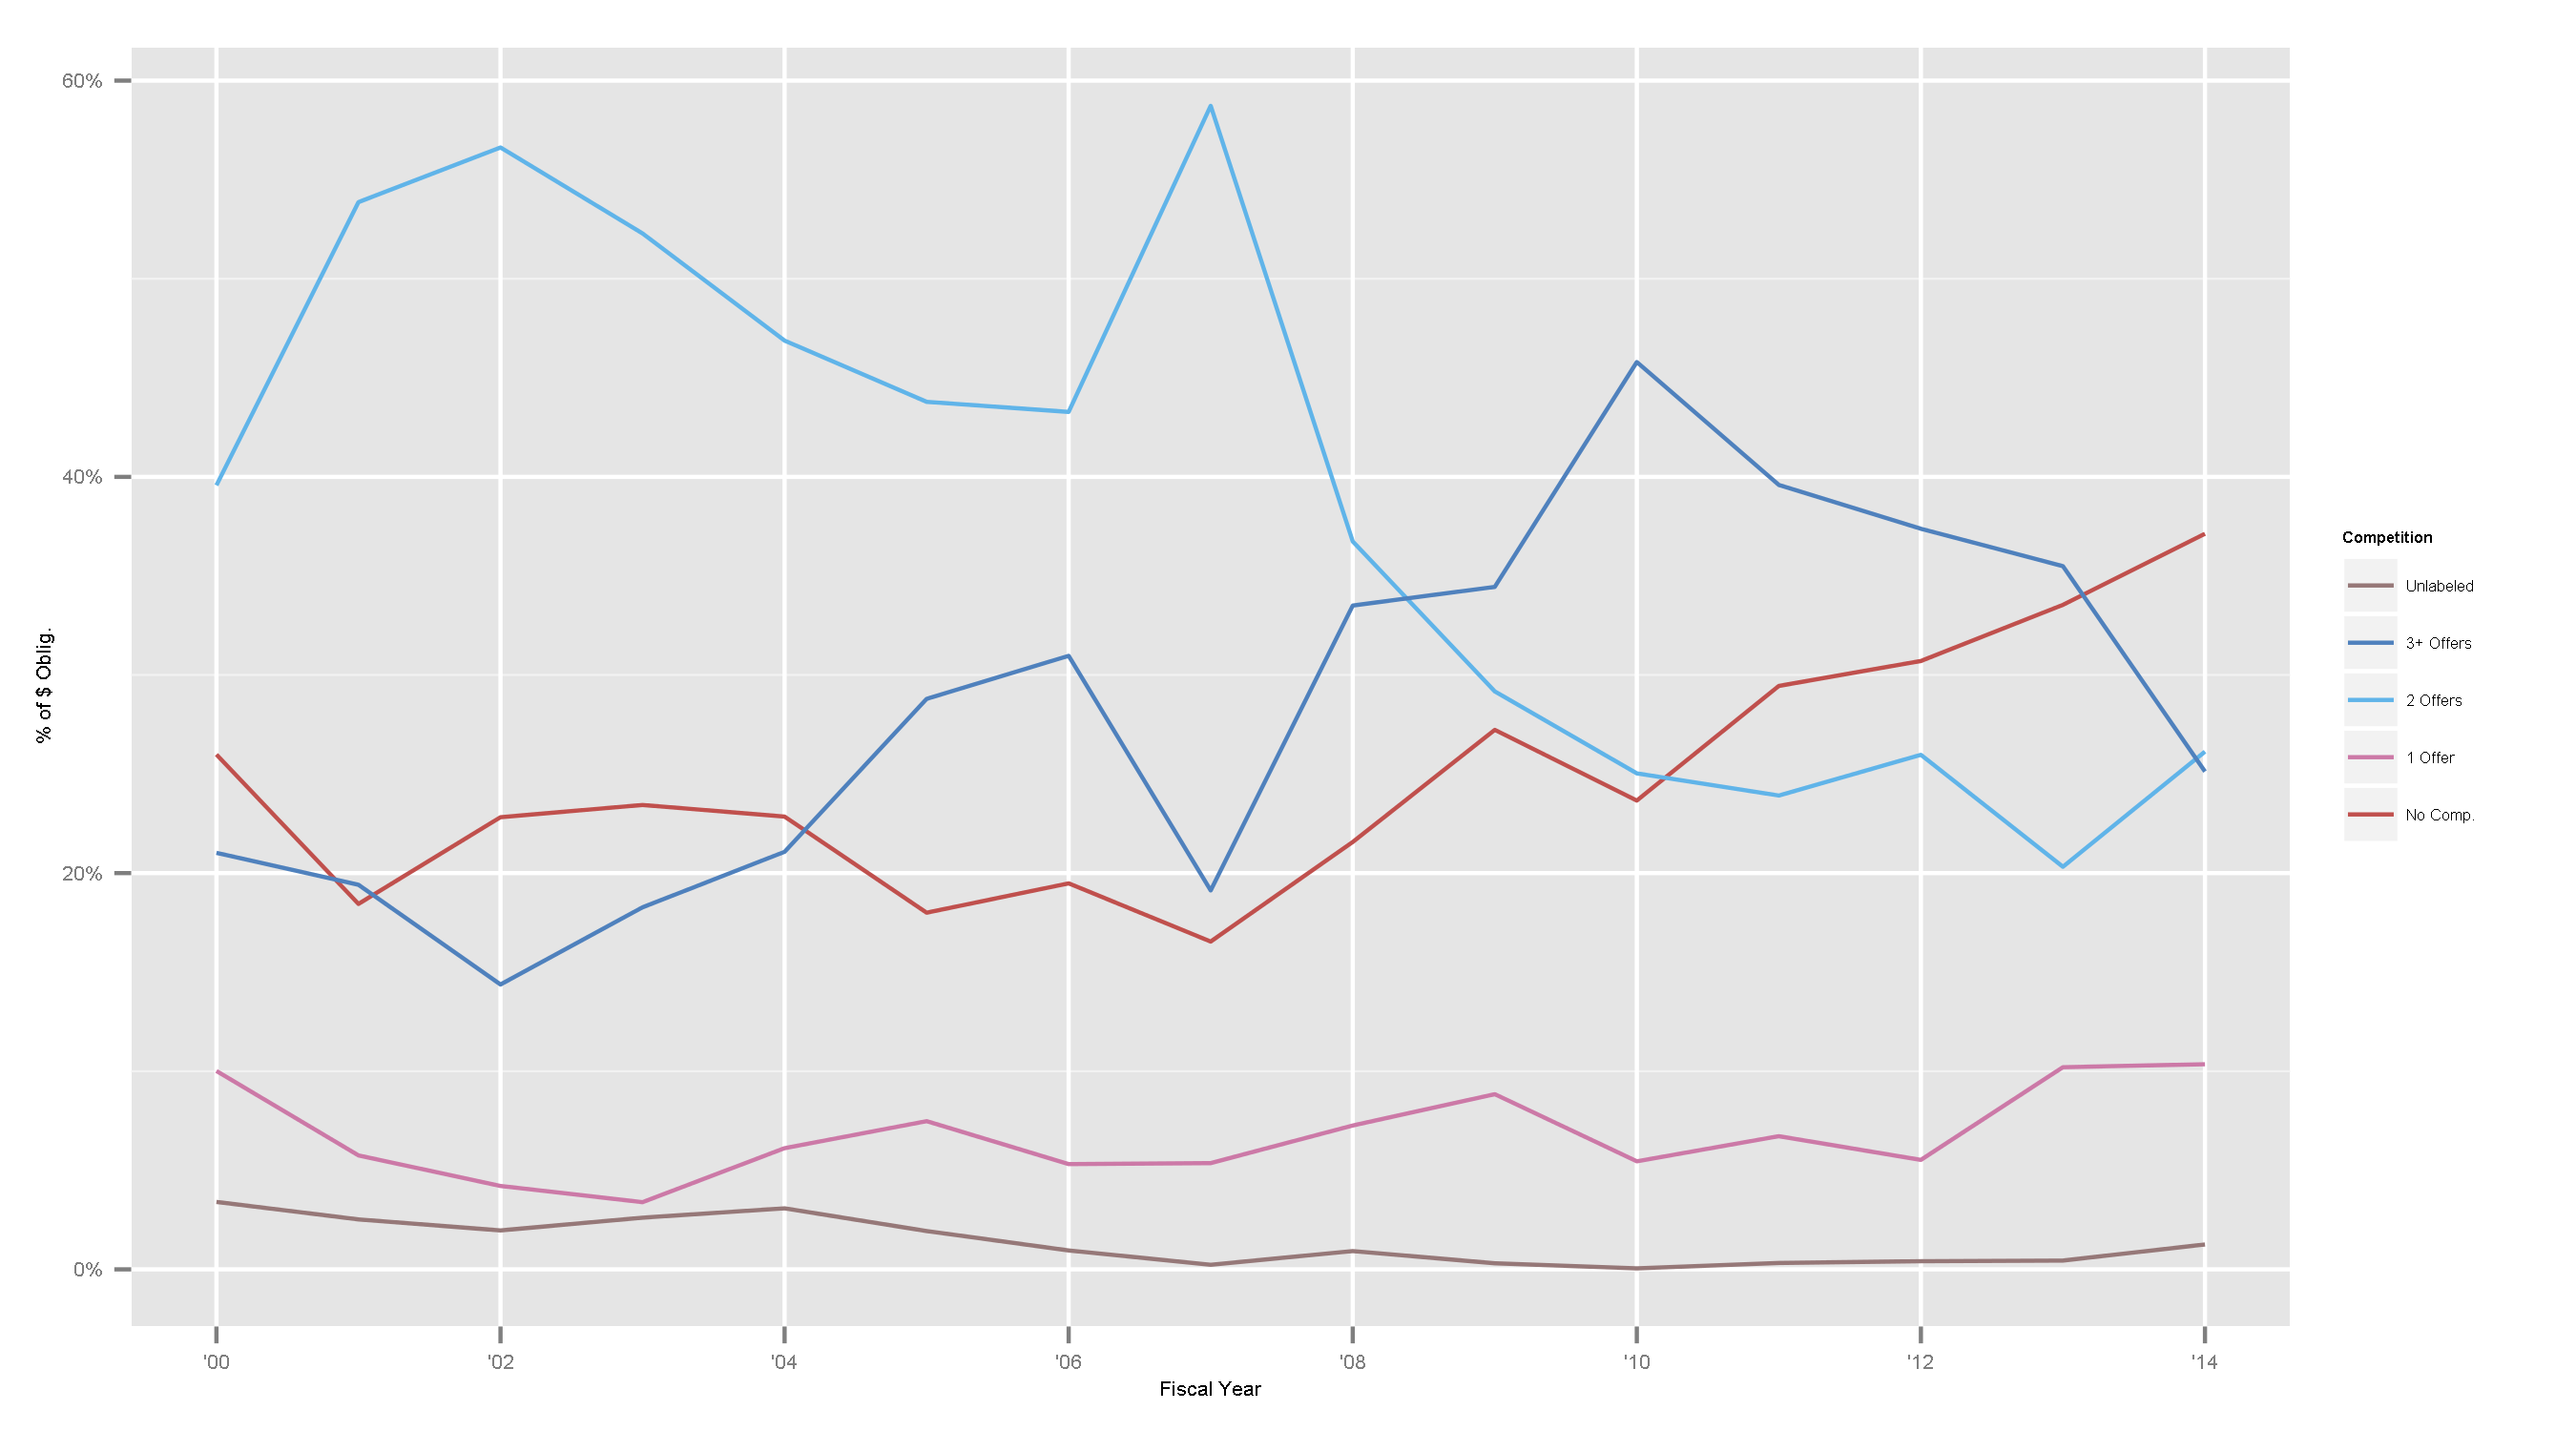 60%
40%
20%
0%
% of $ Oblig.
'00
'02
'04
'06
'08
'10
'12
'14
Fiscal Year
Competition
Unlabeled
3+ Offers
2 Offers
1 Offer
No Comp.